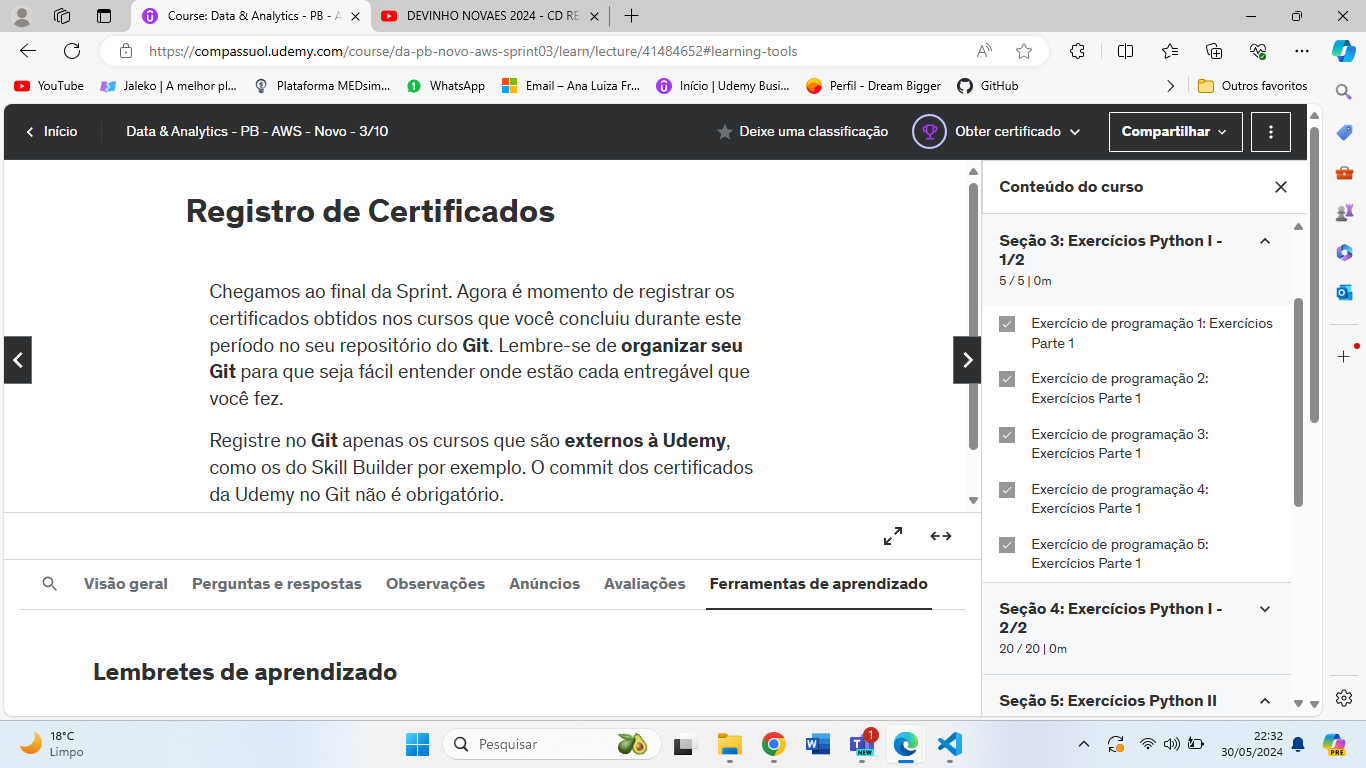 Course: Data & Analytics - PB - A
DEVINHO NOVAES 2024 - CD RE
https://compassuol.udemy.com/course/da-pb-novo-aws-sprint03/learn/lecture/41484652#learning-tools
YouTube
Jaleko | A melhor pl...
Plataforma MEDsim...
WhatsApp
Email – Ana Luiza Fr...
Início | Udemy Busi...
Perfil - Dream Bigger
GitHub
Outros favoritos
Início
Data & Analytics - PB - AWS - Novo - 3/10
Deixe uma classificação
Obter certificado
Compartilhar
Registro de Certificados
Chegamos ao final da Sprint. Agora é momento de registrar os
certificados obtidos nos cursos que você concluiu durante este
período no seu repositório do Git. Lembre-se de organizar seu
Git para que seja fácil entender onde estão cada entregável que
você fez.
Registre no Git apenas os cursos que são externos à Udemy,
como os do Skill Builder por exemplo. O commit dos certificados
da Udemy no Git não é obrigatório.
Conteúdo do curso
Seção 3: Exercícios Python I -
1/2
5 / 5 | 0m
Exercício de programação 1: Exercícios
Parte 1
Exercício de programação 2:
Exercícios Parte 1
Exercício de programação 3:
Exercícios Parte 1
Exercício de programação 4:
Exercícios Parte 1
Exercício de programação 5:
Exercícios Parte 1
Seção 4: Exercícios Python I -
2/2
20 / 20 | 0m
Seção 5: Exercícios Python II
Visão geral
Perguntas e respostas
Observações
Anúncios
Avaliações
Ferramentas de aprendizado
Lembretes de aprendizado
18°C
Limpo
Pesquisar
1
NEW
22:32
30/05/2024
PRE